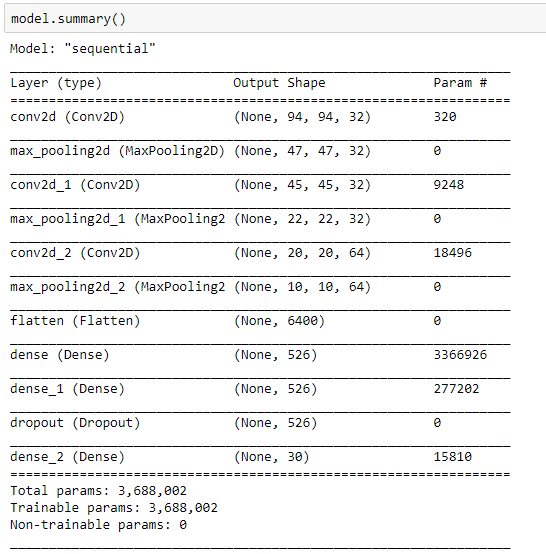 model.summary()
Model: "sequential"
_________________________________________________________________
Layer (type)                 Output Shape              Param #
=================================================================
conv2d (Conv2D)              (None, 94, 94, 32)        320
_________________________________________________________________
max_pooling2d (MaxPooling2D) (None, 47, 47, 32)        0
_________________________________________________________________
conv2d_1 (Conv2D)            (None, 45, 45, 32)        9248
_________________________________________________________________
max_pooling2d_1 (MaxPooling2 (None, 22, 22, 32)        0
_________________________________________________________________
conv2d_2 (Conv2D)            (None, 20, 20, 64)        18496
_________________________________________________________________
max_pooling2d_2 (MaxPooling2 (None, 10, 10, 64)        0
_________________________________________________________________
flatten (Flatten)            (None, 6400)              0
_________________________________________________________________
dense (Dense)                (None, 526)               3366926
_________________________________________________________________
dense_1 (Dense)              (None, 526)               277202
_________________________________________________________________
dropout (Dropout)            (None, 526)               0
_________________________________________________________________
dense_2 (Dense)              (None, 30)                15810
=================================================================
Total params: 3,688,002
Trainable params: 3,688,002
Non-trainable params: 0
_________________________________________________________________